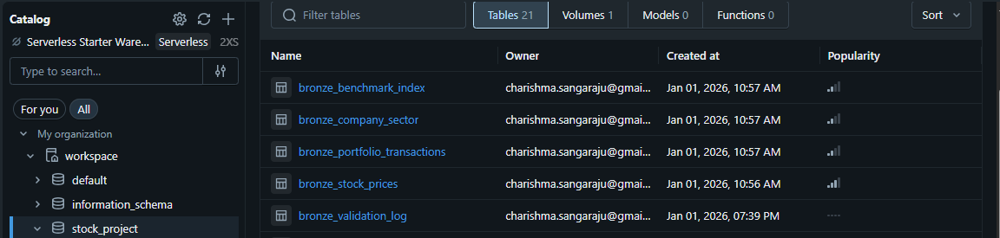 Catalog
Serverless Starter Ware... Serverless 2XS
Type to search...
For you All
My organization
workspace
default
information_schema
stock_project
Filter tables
Tables 21 Volumes 1 Models 0 Functions 0
Sort
Name Owner Created at Popularity
bronze_benchmark_index charishma.sangaraju@gmai... Jan 01, 2026, 10:57 AM
bronze_company_sector charishma.sangaraju@gmai... Jan 01, 2026, 10:57 AM
bronze_portfolio_transactions charishma.sangaraju@gmai... Jan 01, 2026, 10:57 AM
bronze_stock_prices charishma.sangaraju@gmai... Jan 01, 2026, 10:56 AM
bronze_validation_log charishma.sangaraju@gmai... Jan 01, 2026, 07:39 PM